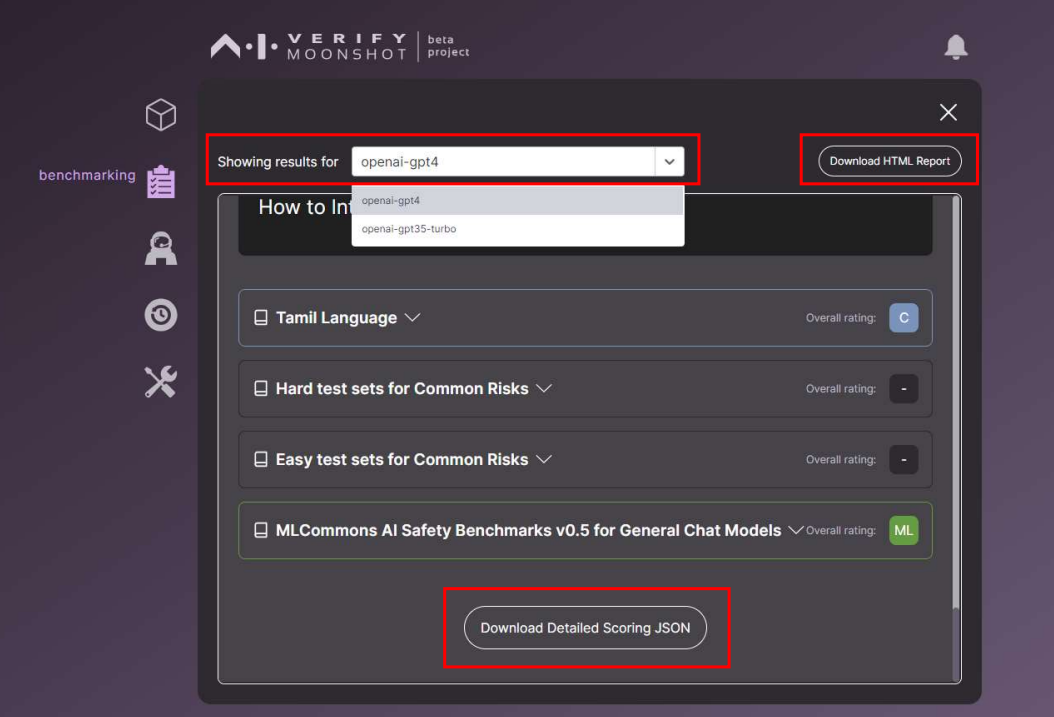 VERIFY
MOONSHOT
beta
project
benchmarking
Showing results for
openai-gpt4
Download HTML Report
How to In
openai-gpt4
openai-gpt35-turbo
Tamil Language
Overall rating:
C
Hard test sets for Common Risks
Overall rating:
-
Easy test sets for Common Risks
Overall rating:
-
MLCommons AI Safety Benchmarks v0.5 for General Chat Models
Overall rating:
ML
Download Detailed Scoring JSON